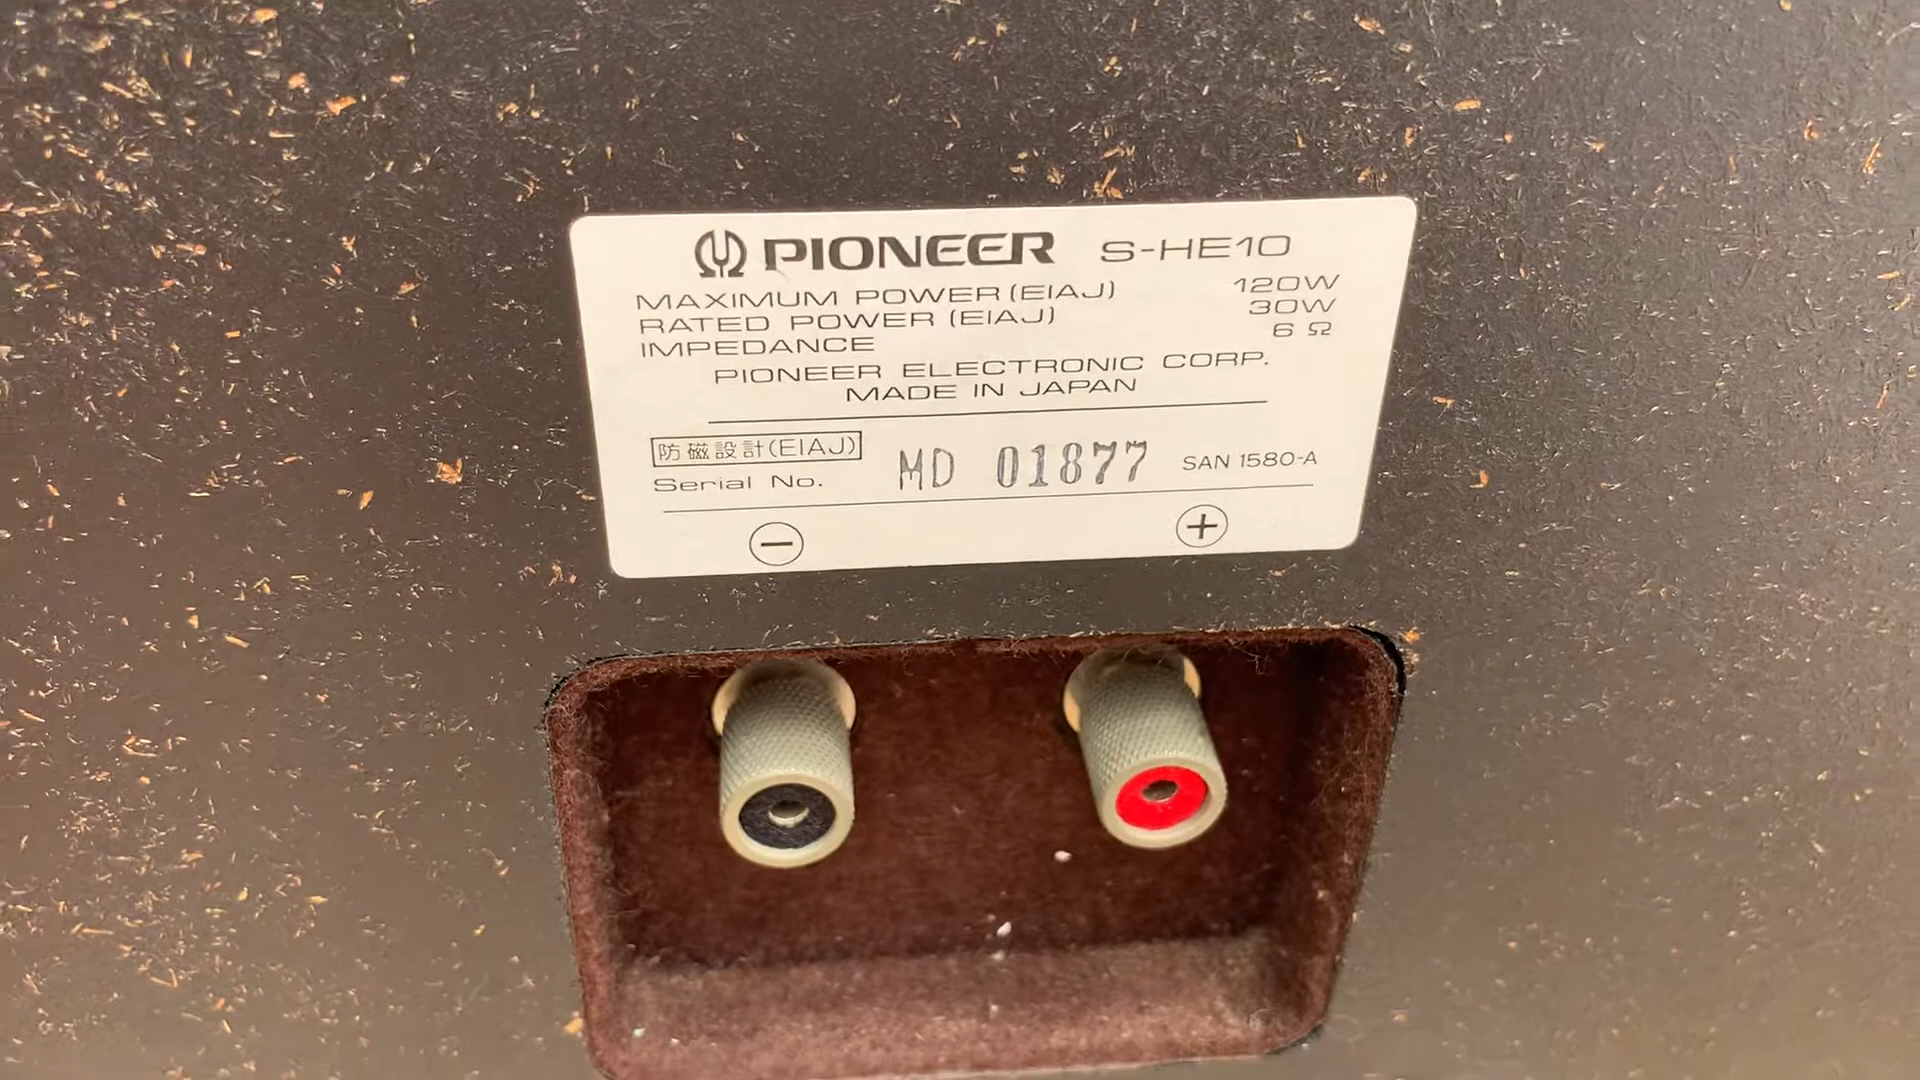 PIONEER S-HE10
MAXIMUM POWER (EIAJ) 120W
RATED POWER (EIAJ) 30W
IMPEDANCE 6 Ω
PIONEER ELECTRONIC CORP.
MADE IN JAPAN
防磁設計(EIAJ)
Serial No. MD 01877 SAN 1580-A
− +